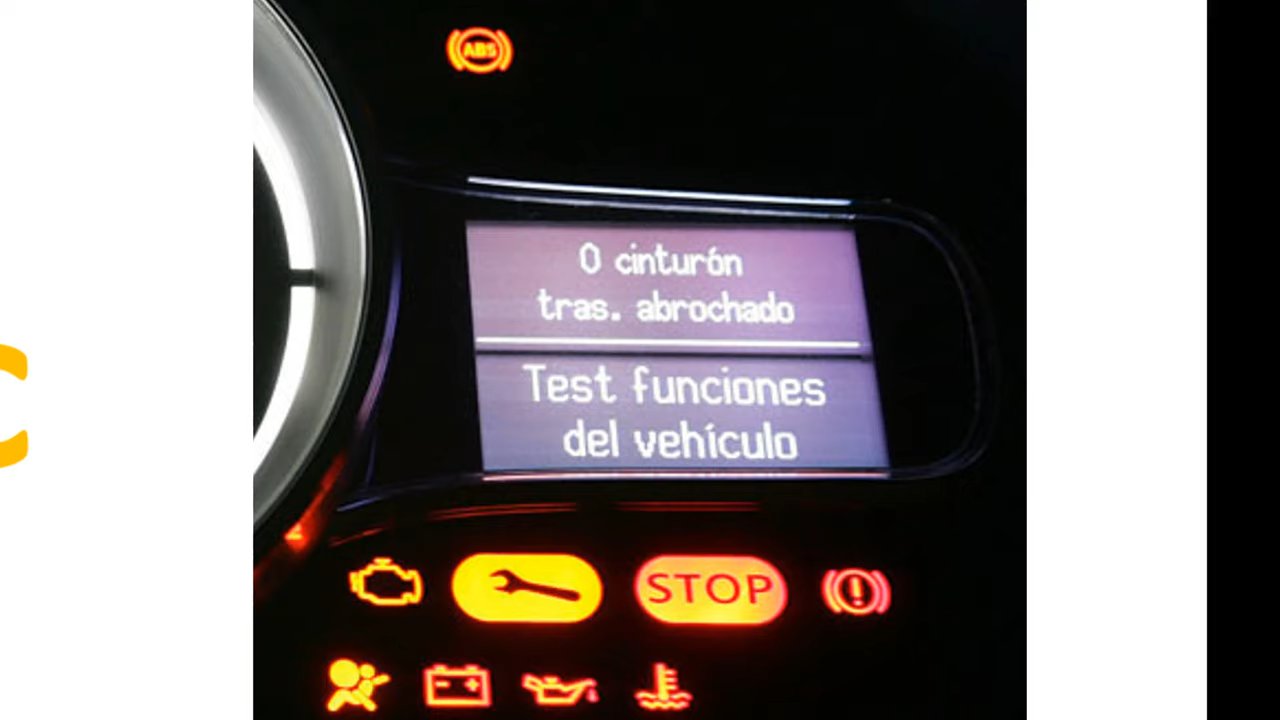 ABS
0 cinturón
tras. abrochado
Test funciones
del vehículo
STOP